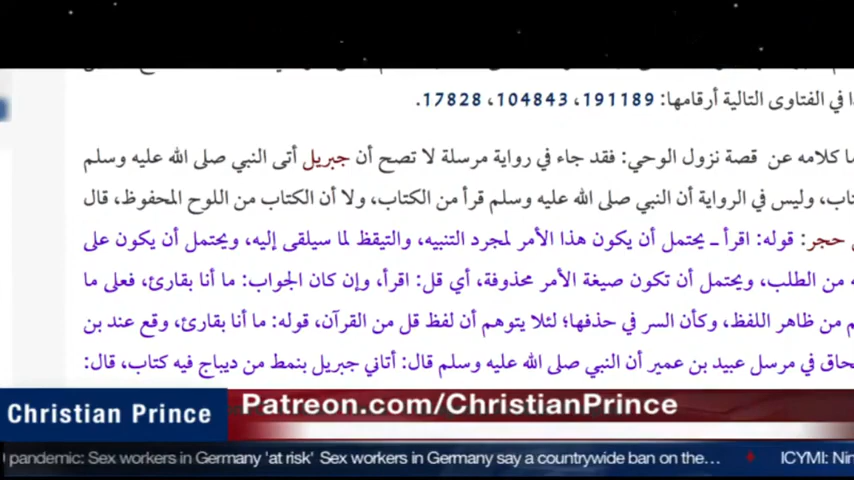 ا في الفتاوى التالية أرقامها: 191189، 104843، 17828.
ا كلامه عن قصة نزول الوحي: فقد جاء في رواية مرسلة لا تصح أن جبريل أتى النبي صلى الله عليه وسلم
تاب، وليس في الرواية أن النبي صلى الله عليه وسلم قرأ من الكتاب، ولا أن الكتاب من اللوح المحفوظ، قال
حجر: قوله: اقرأ ـ يحتمل أن يكون هذا الأمر لمجرد التنبيه، والتيقظ لما سيلقى إليه، ويحتمل أن يكون على
ه من الطلب، ويحتمل أن تكون صيغة الأمر محذوفة، أي قل: اقرأ، وإن كان الجواب: ما أنا بقارئ، فعلى ما
م من ظاهر اللفظ، وكأن السر في حذفها؛ لئلا يتوهم أن لفظ قل من القرآن، قوله: ما أنا بقارئ، وقع عند بن
حاق في مرسل عبيد بن عمير أن النبي صلى الله عليه وسلم قال: أتاني جبريل بنمط من ديباج فيه كتاب، قال:
Patreon.com/ChristianPrince
Christian Prince
pandemic: Sex workers in Germany 'at risk' Sex workers in Germany say a countrywide ban on the... ICYMI: Nin